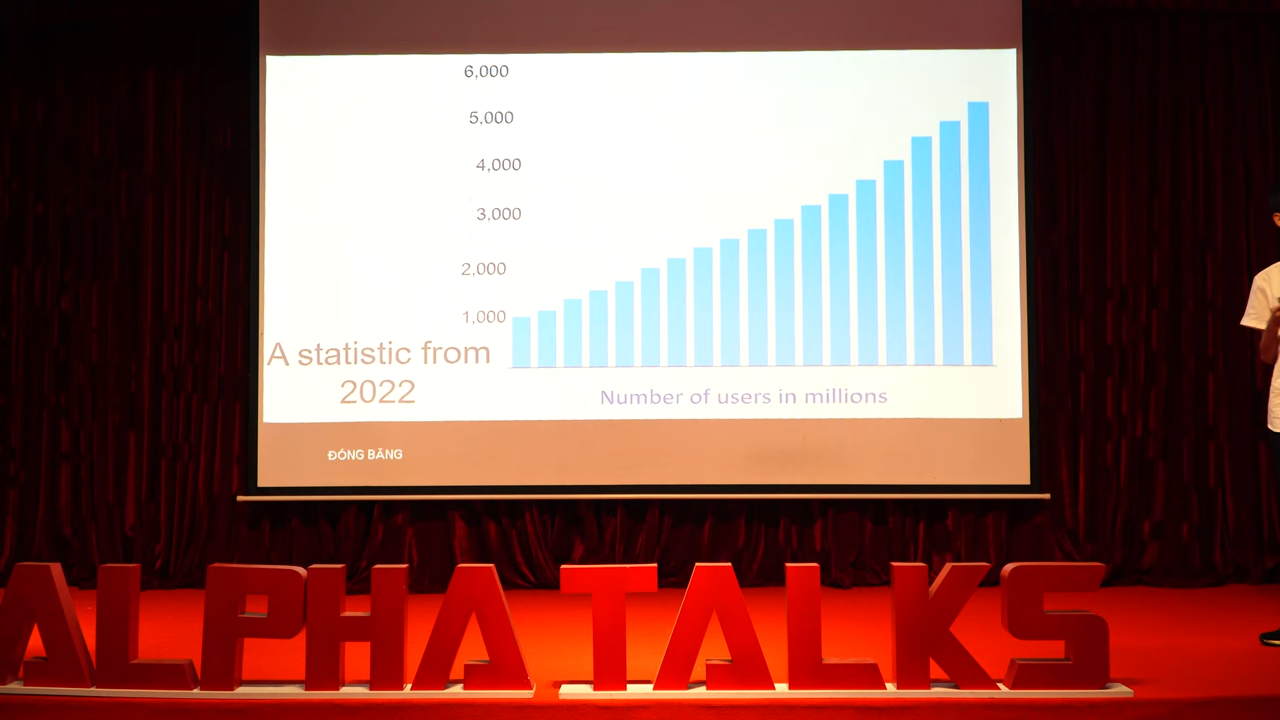 6,000
5,000
4,000
3,000
2,000
1,000
A statistic from
2022
Number of users in millions
ĐÓNG BĂNG
ALPHA TALKS